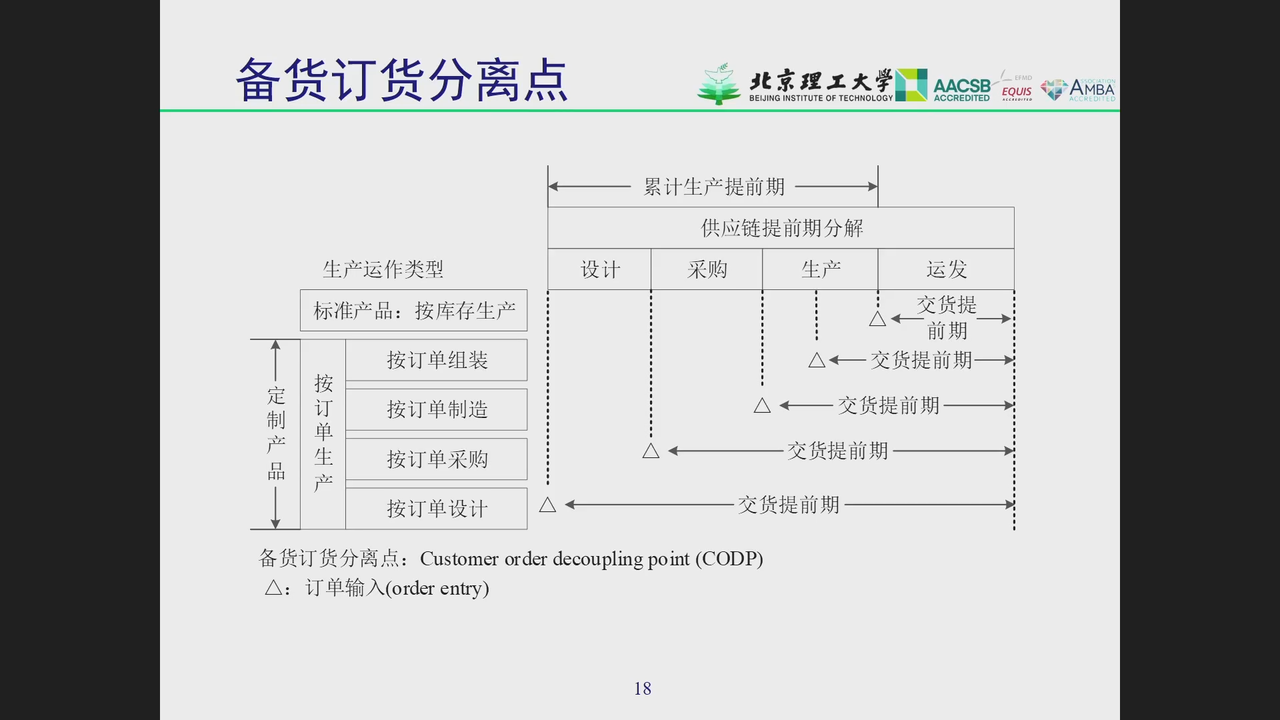 备货订货分离点
北京理工大学
BEIJING INSTITUTE OF TECHNOLOGY
AACSB
ACCREDITED
EFMD
EQUIS
ACCREDITED
ASSOCIATION
AMBA
ACCREDITED
累计生产提前期
供应链提前期分解
生产运作类型
设计 采购 生产 运发
标准产品：按库存生产
交货提
前期
定制产品
按订单生产
按订单组装
交货提前期
按订单制造
交货提前期
按订单采购
交货提前期
按订单设计
交货提前期
备货订货分离点：Customer order decoupling point (CODP)
△：订单输入(order entry)
18